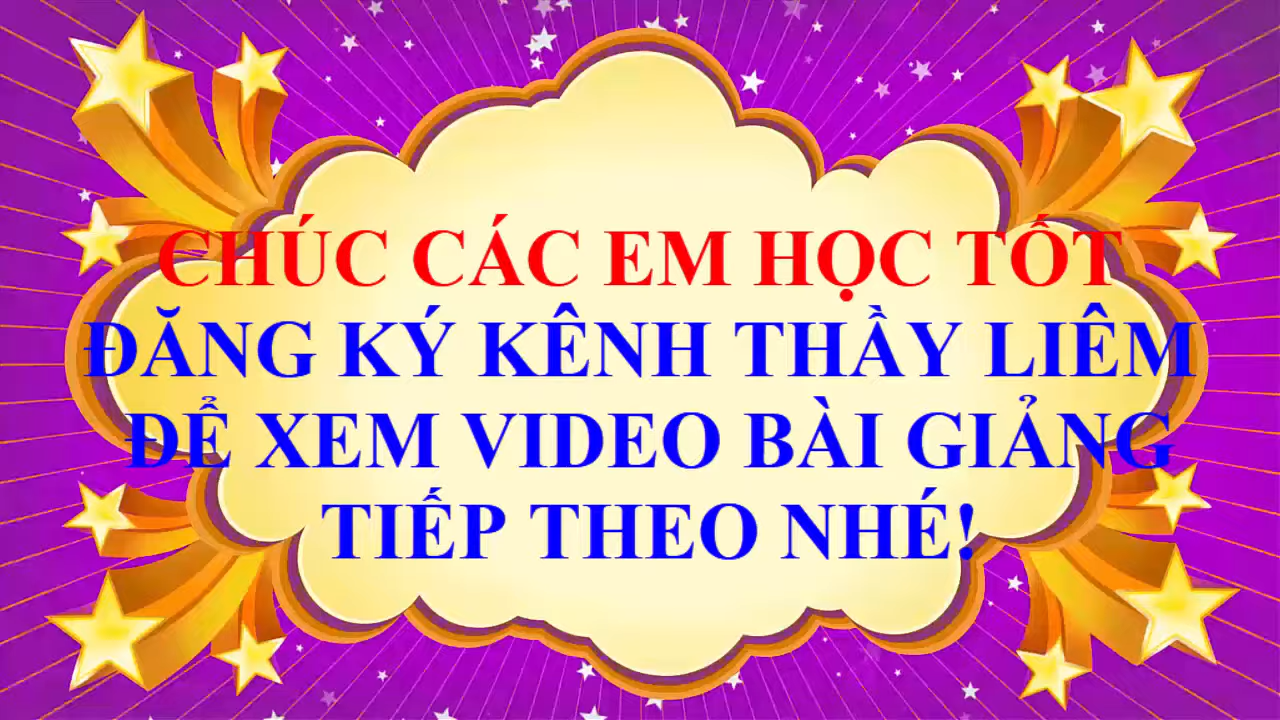 CHÚC CÁC EM HỌC TỐT
ĐĂNG KÝ KÊNH THẦY LIÊM
ĐỂ XEM VIDEO BÀI GIẢNG
TIẾP THEO NHÉ!